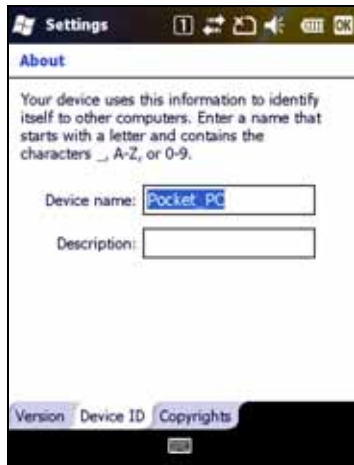 Settings
1
OK
About
Your device uses this information to identify
itself to other computers. Enter a name that
starts with a letter and contains the
characters _, A-Z, or 0-9.
Device name: Pocket_PC
Description:
Version Device ID Copyrights